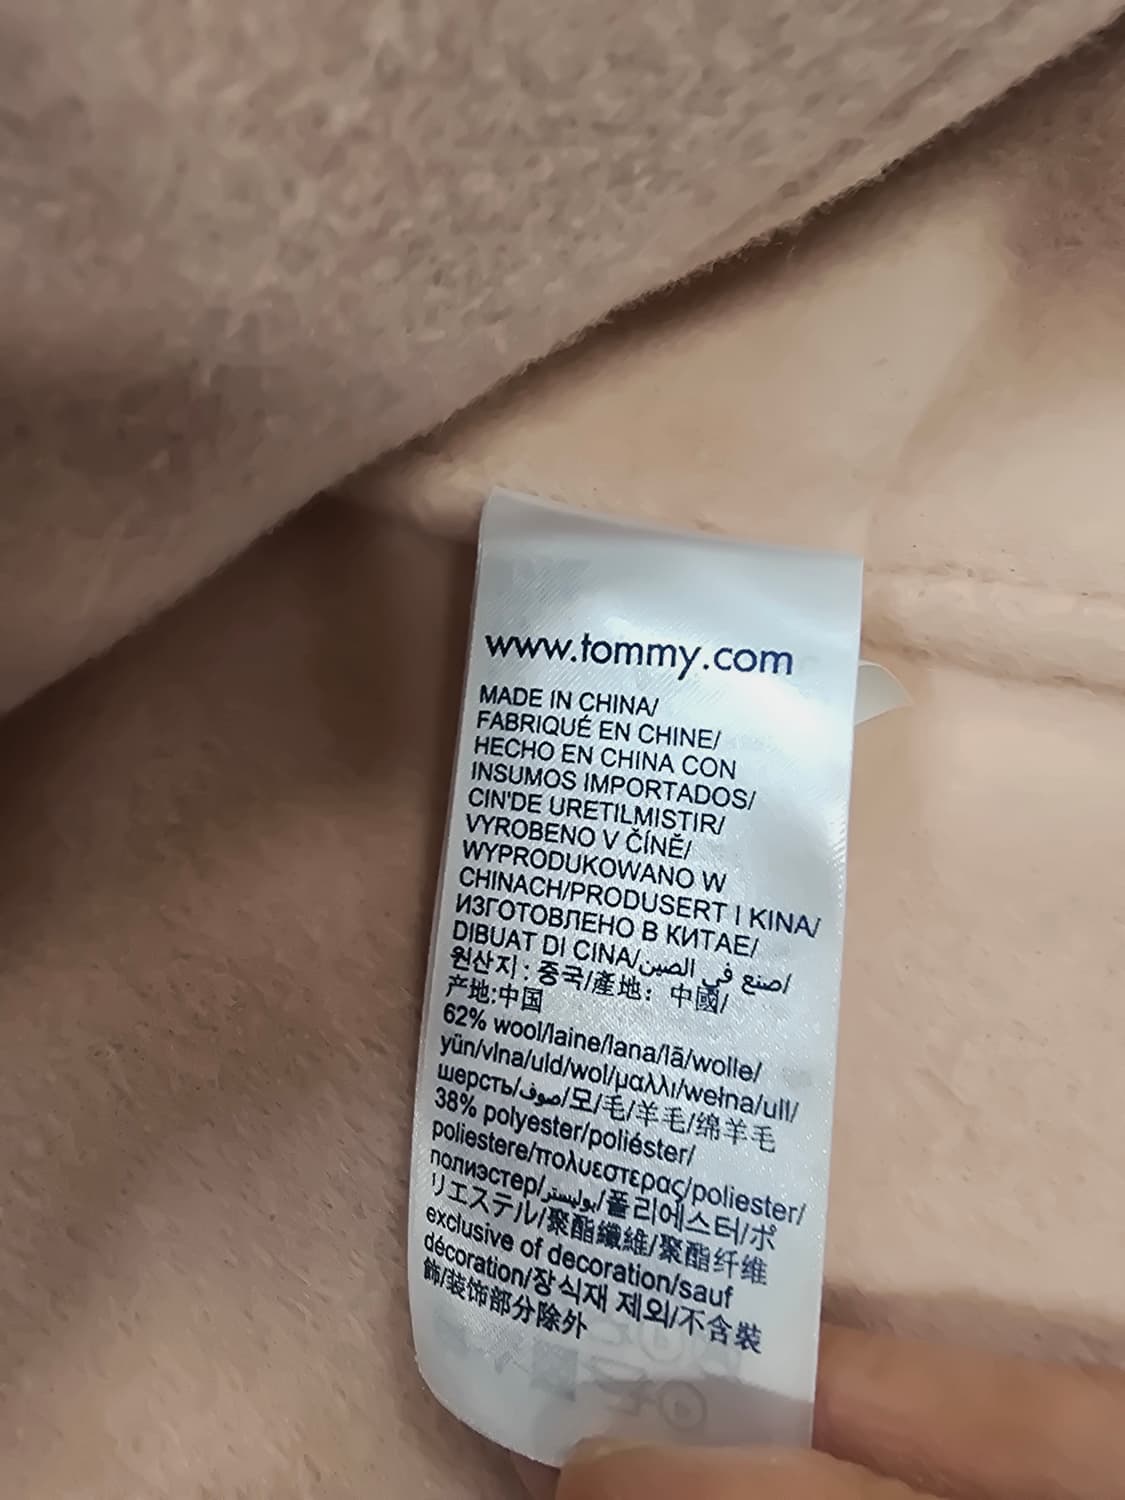 www.tommy.com
MADE IN CHINA/
FABRIQUÉ EN CHINE/
HECHO EN CHINA CON
INSUMOS IMPORTADOS/
CIN'DE URETILMISTIR/
VYROBENO V ČÍNĚ/
WYPRODUKOWANO W
CHINACH/PRODUSERT I KINA/
ИЗГОТОВЛЕНО В КИТАЕ/
DIBUAT DI CINA/صنع في الصين/
원산지: 중국/產地: 中國/
产地:中国
62% wool/laine/lana/lã/wolle/
yün/vlna/uld/wol/μαλλι/wełna/ull/
шерсть/صوف/모/毛/羊毛/绵羊毛
38% polyester/poliéster/
poliestere/πολυεστερας/poliester/
полиэстер/بوليستر/폴리에스터/ポ
リエステル/聚酯纖維/聚酯纤维
exclusive of decoration/sauf
décoration/장식재 제외/不含裝
飾/装饰部分除外